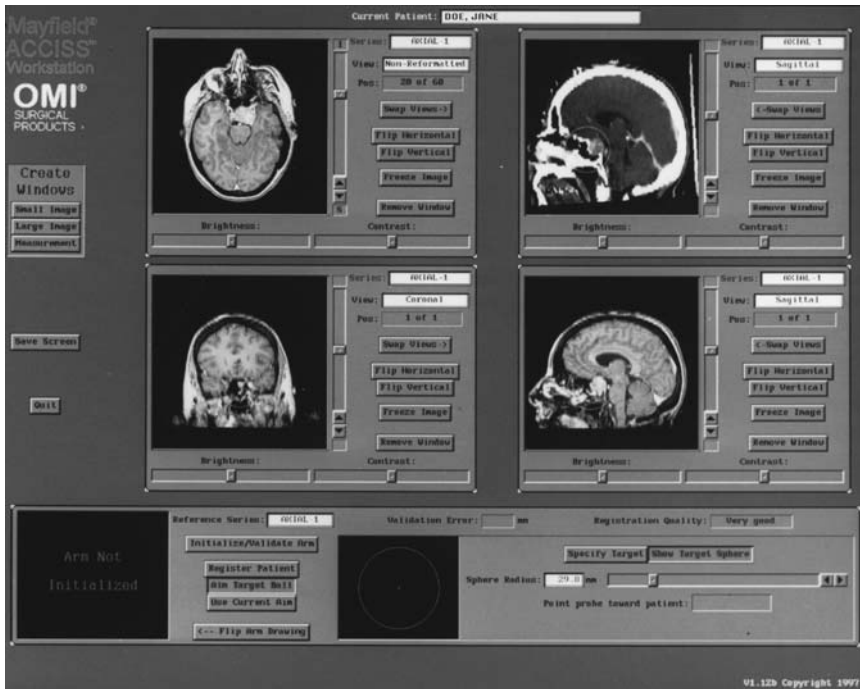 Current Patient: DOE, JANE
Mayfield®
ACCISS™
Workstation
OMI®
SURGICAL
PRODUCTS
Create
Windows
Small Image
Large Image
Measurement
Save Screen
Quit
Series: AXIAL-1
View: Non-Reformatted
Pos: 20 of 60
Swap Views->
Flip Horizontal
Flip Vertical
Freeze Image
Remove Window
Brightness: Contrast:
Series: AXIAL-1
View: Sagittal
Pos: 1 of 1
<-Swap Views
Flip Horizontal
Flip Vertical
Freeze Image
Remove Window
Brightness: Contrast:
Series: AXIAL-1
View: Coronal
Pos: 1 of 1
Swap Views->
Flip Horizontal
Flip Vertical
Freeze Image
Remove Window
Brightness: Contrast:
Series: AXIAL-1
View: Sagittal
Pos: 1 of 1
<-Swap Views
Flip Horizontal
Flip Vertical
Freeze Image
Remove Window
Brightness: Contrast:
Arm Not
Initialized
Reference Series: AXIAL-1
Initialize/Validate Arm
Register Patient
Aim Target Ball
Use Current Aim
<-- Flip Arm Drawing
Validation Error: mm
Registration Quality: Very good
Specify Target Show Target Sphere
Sphere Radius: 29.0 mm
Point probe toward patient:
V1.12b Copyright 1997